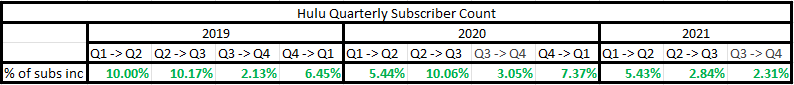 Hulu Quarterly Subscriber Count
2019 2020 2021
Q1 -> Q2 Q2 -> Q3 Q3 -> Q4 Q4 -> Q1 Q1 -> Q2 Q2 -> Q3 Q3 -> Q4 Q4 -> Q1 Q1 -> Q2 Q2 -> Q3 Q3 -> Q4
% of subs inc 10.00% 10.17% 2.13% 6.45% 5.44% 10.06% 3.05% 7.37% 5.43% 2.84% 2.31%